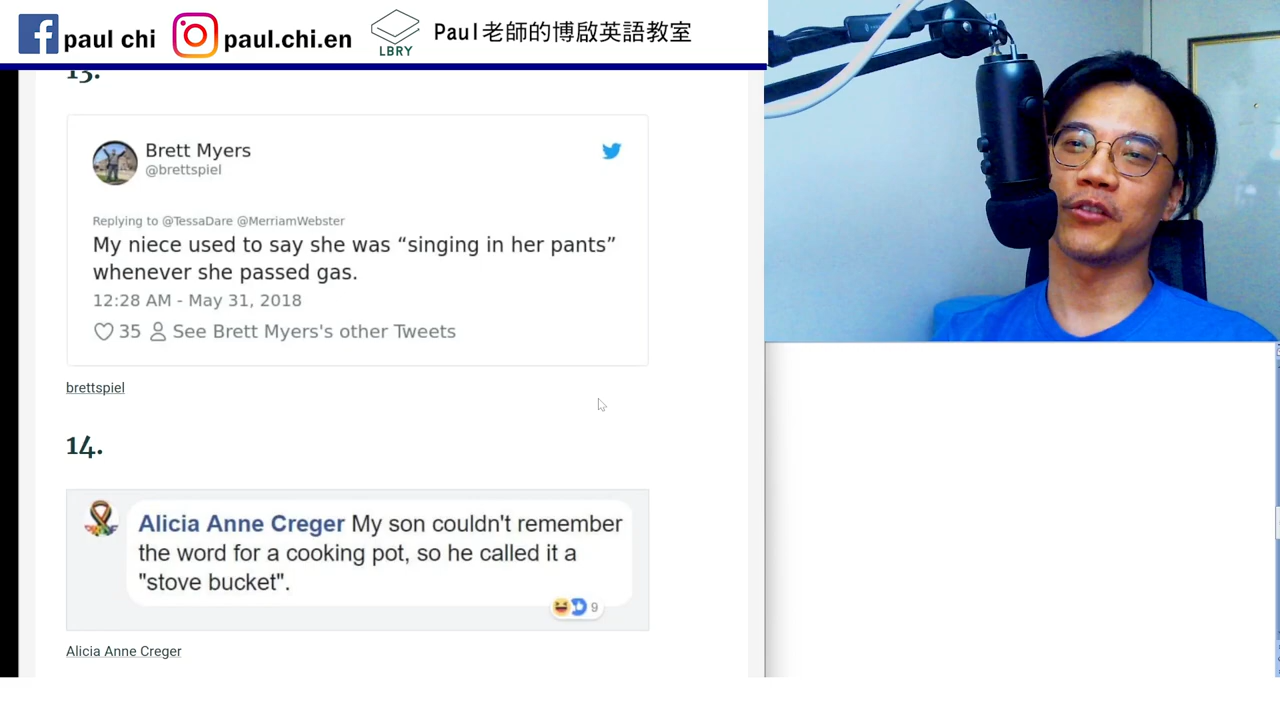 paul chi paul.chi.en LBRY Paul老師的博啟英語教室
13.
Brett Myers
@brettspiel
Replying to @TessaDare @MerriamWebster
My niece used to say she was “singing in her pants”
whenever she passed gas.
12:28 AM - May 31, 2018
35 See Brett Myers's other Tweets
brettspiel
14.
Alicia Anne Creger My son couldn't remember
the word for a cooking pot, so he called it a
"stove bucket".
9
Alicia Anne Creger